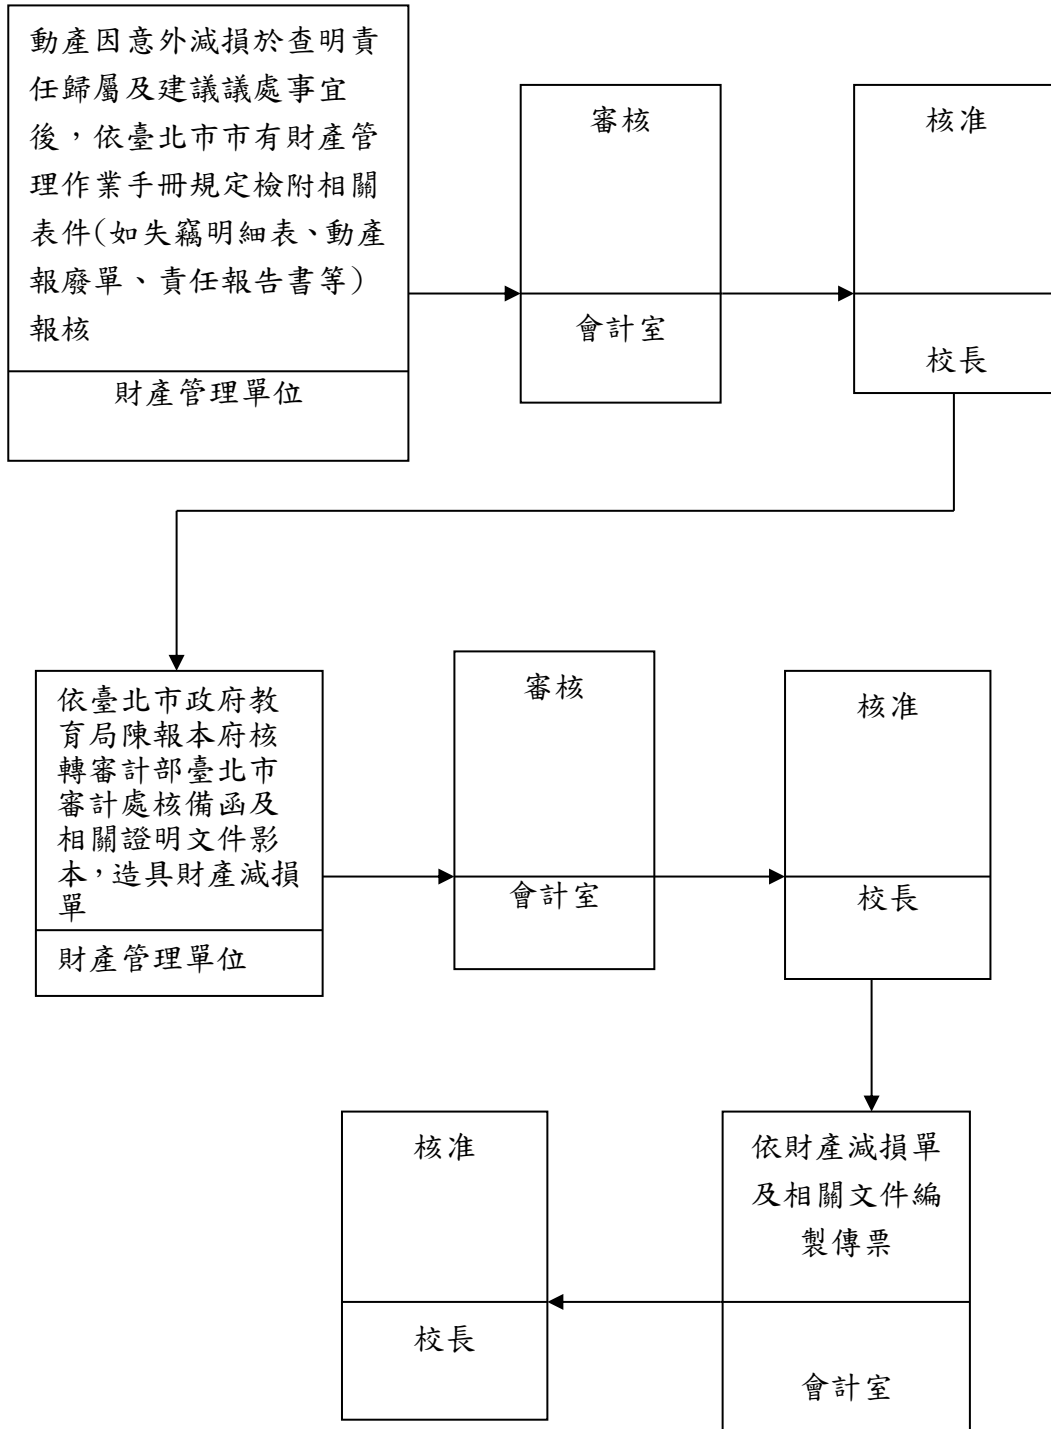 動產因意外減損於查明責
任歸屬及建議議處事宜
後，依臺北市市有財產管
理作業手冊規定檢附相關
表件(如失竊明細表、動產
報廢單、責任報告書等)
報核
財產管理單位
審核
會計室
核准
校長
依臺北市政府教
育局陳報本府核
轉審計部臺北市
審計處核備函及
相關證明文件影
本，造具財產減損
單
財產管理單位
審核
會計室
核准
校長
依財產減損單
及相關文件編
製傳票
會計室
核准
校長